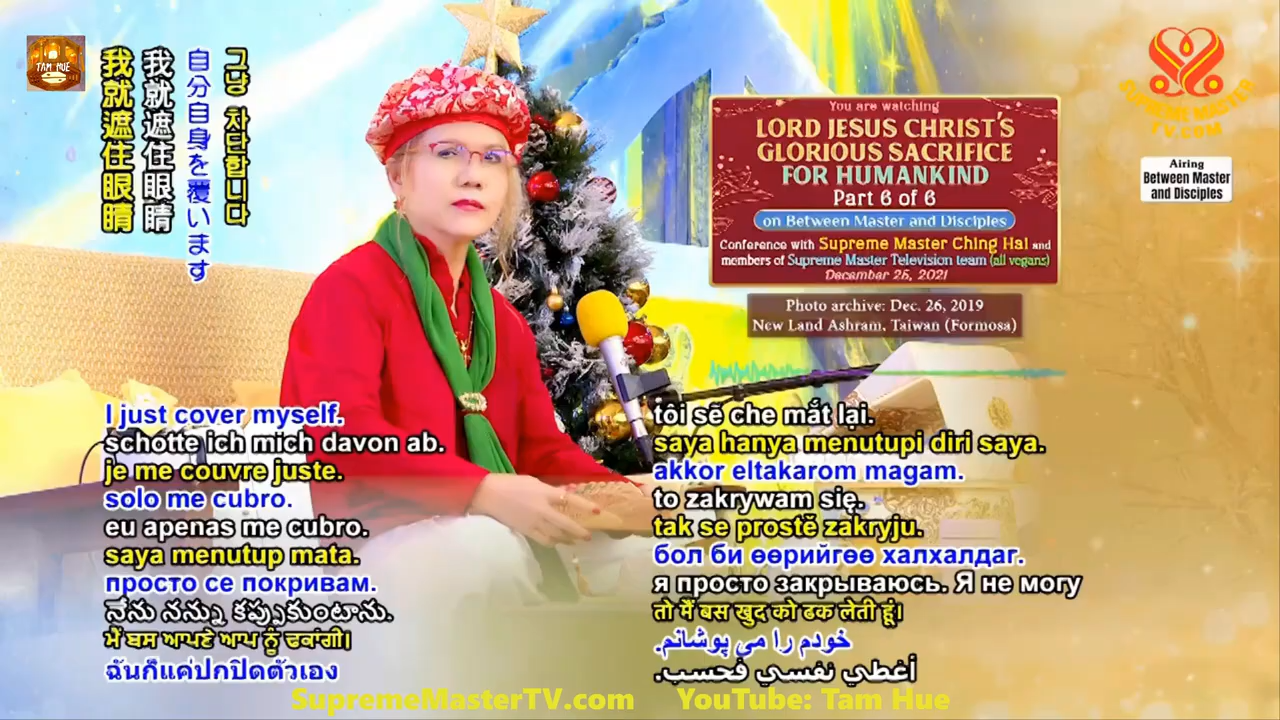 TAM HUE
그냥 차단합니다
自分自身を覆います
我就遮住眼睛
我就遮住眼睛
You are watching
LORD JESUS CHRIST'S
GLORIOUS SACRIFICE
FOR HUMANKIND
Part 6 of 6
on Between Master and Disciples
Conference with Supreme Master Ching Hai and
members of Supreme Master Television team (all vegans)
December 25, 2021
Photo archive: Dec. 26, 2019
New Land Ashram, Taiwan (Formosa)
SUPREME MASTER
TV.COM
Airing
Between Master
and Disciples
I just cover myself.
schotte ich mich davon ab.
je me couvre juste.
solo me cubro.
eu apenas me cubro.
saya menutup mata.
просто се покривам.
నేను నన్ను కప్పుకుంటాను.
ਮੈਂ ਬਸ ਆਪਣੇ ਆਪ ਨੂੰ ਢਕਾਂਗੀ।
ฉันก็แค่ปกปิดตัวเอง
tôi sẽ che mắt lại.
saya hanya menutupi diri saya.
akkor eltakarom magam.
to zakrywam się.
tak se prostě zakryju.
бол би өөрийгөө халхалдаг.
я просто закрываюсь. Я не могу
तो मैं बस खुद को ढक लेती हूं।
خودم را می پوشانم.
أغطي نفسي فحسب.
SupremeMasterTV.com
YouTube: Tam Hue